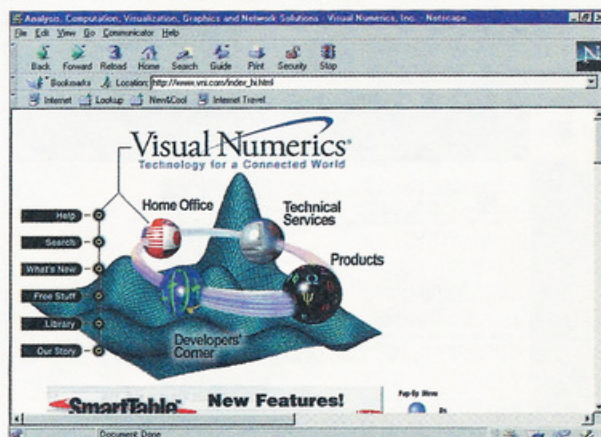 Analysis, Computation, Visualization, Graphics and Network Solutions - Visual Numerics, Inc. - Netscape
File Edit View Go Communicator Help
Back Forward Reload Home Search Guide Print Security Stop
N
Bookmarks Location: http://www.vni.com/index_hi.html
Internet Lookup New&Cool Internet Travel
Visual Numerics
Technology for a Connected World
Home Office
Technical
Services
Products
Developers'
Corner
Help
Search
What's New
Free Stuff
Library
Our Story
SmartTable
New Features!
Pop-Up Menu
Document: Done